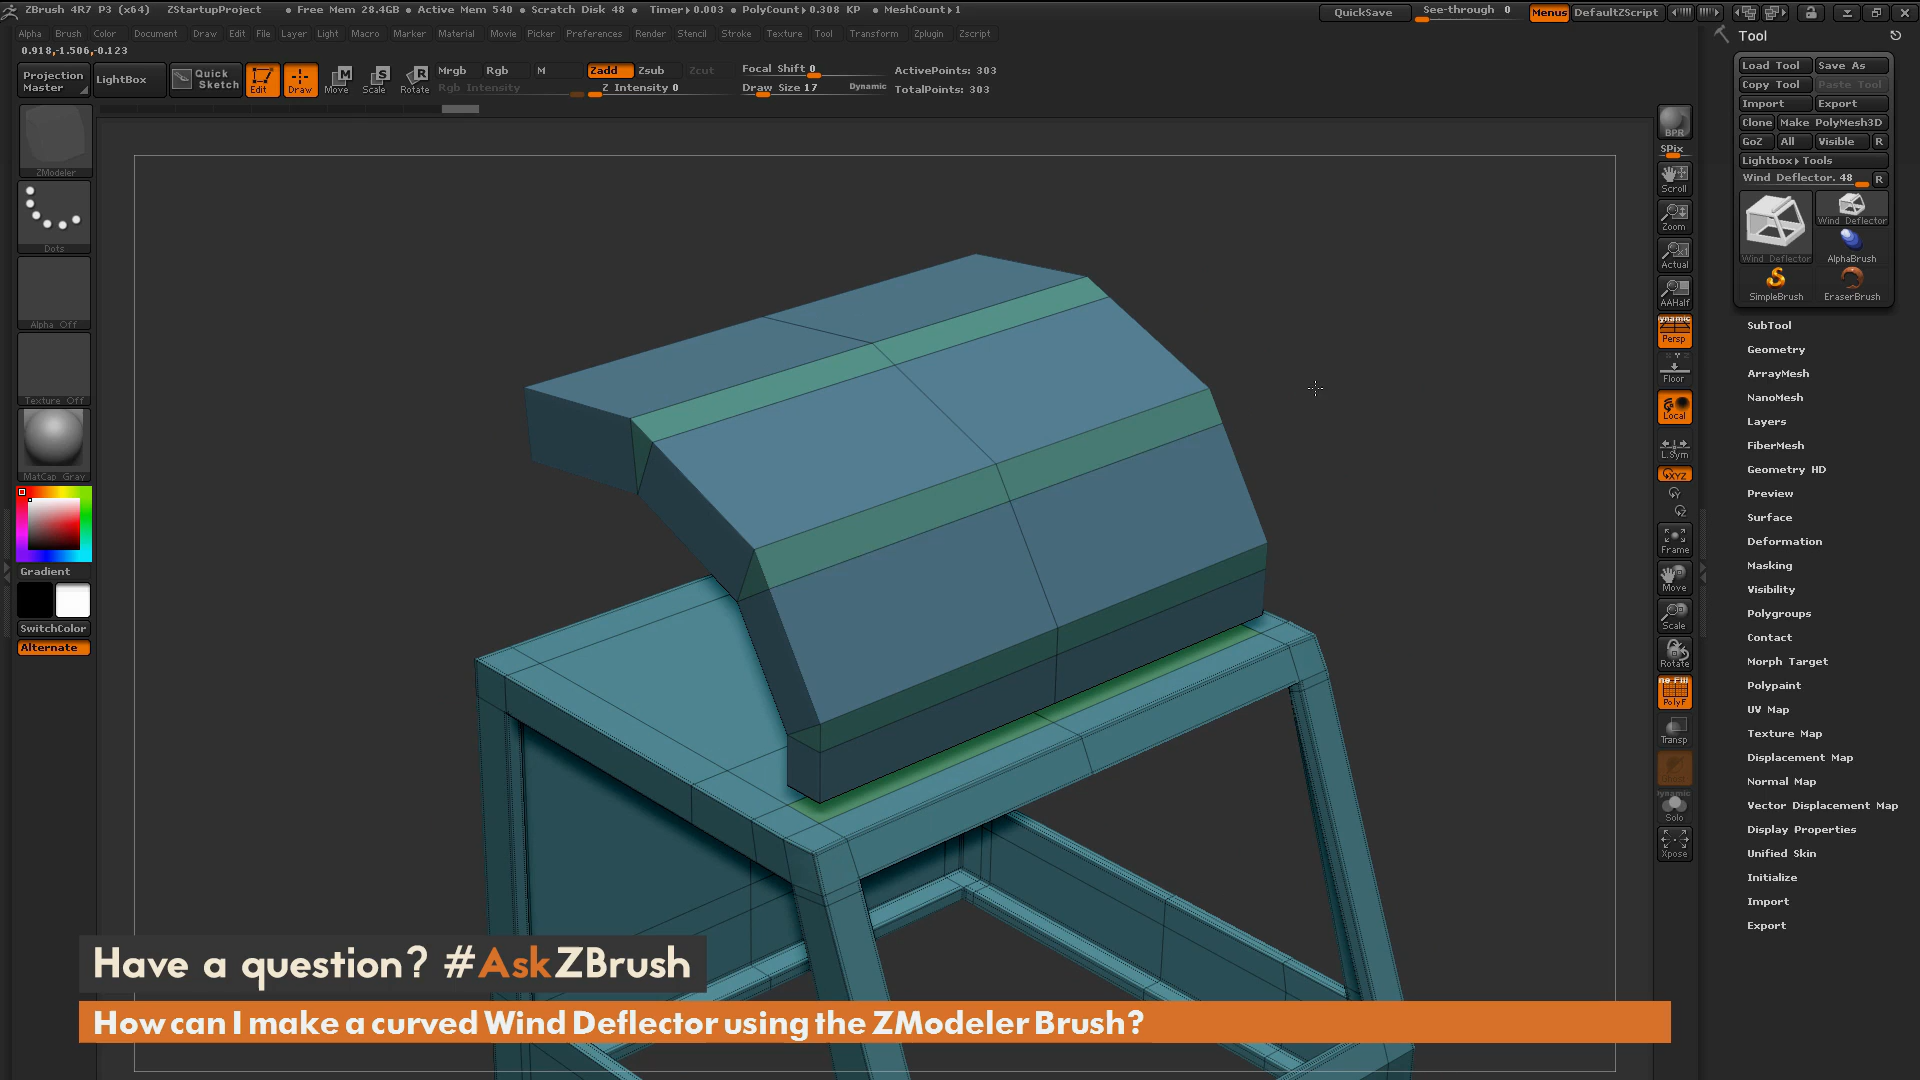 ZBrush 4R7 P3 (x64) ZStartupProject ● Free Mem 28.4GB ● Active Mem 540 ● Scratch Disk 48 ● Timer▸0.003 ● PolyCount▸0.308 KP ● MeshCount▸1 QuickSave See-through 0 Menus DefaultZScript
Alpha Brush Color Document Draw Edit File Layer Light Macro Marker Material Movie Picker Preferences Render Stencil Stroke Texture Tool Transform Zplugin Zscript
0.918,-1.506,-0.123
Projection Master
LightBox
Quick Sketch
Edit
Draw
Move
Scale
Rotate
Mrgb Rgb M Zadd Zsub Zcut
Rgb Intensity Z Intensity 0
Focal Shift 0
Draw Size 17 Dynamic
ActivePoints: 303
TotalPoints: 303
ZModeler
Dots
Alpha Off
Texture Off
MatCap Gray
Gradient
SwitchColor
Alternate
BPR
SPix
Scroll
Zoom
Actual
AAHalf
Persp
Floor
Local
L.Sym
XYZ
Frame
Move
Scale
Rotate
PolyF
Transp
Ghost
Dynamic
Solo
Xpose
Tool
Load Tool Save As
Copy Tool Paste Tool
Import Export
Clone Make PolyMesh3D
GoZ All Visible R
Lightbox▸Tools
Wind Deflector. 48 R
Wind Deflector
Wind Deflector
AlphaBrush
SimpleBrush
EraserBrush
SubTool
Geometry
ArrayMesh
NanoMesh
Layers
FiberMesh
Geometry HD
Preview
Surface
Deformation
Masking
Visibility
Polygroups
Contact
Morph Target
Polypaint
UV Map
Texture Map
Displacement Map
Normal Map
Vector Displacement Map
Display Properties
Unified Skin
Initialize
Import
Export
Have a question? #AskZBrush
How can I make a curved Wind Deflector using the ZModeler Brush?